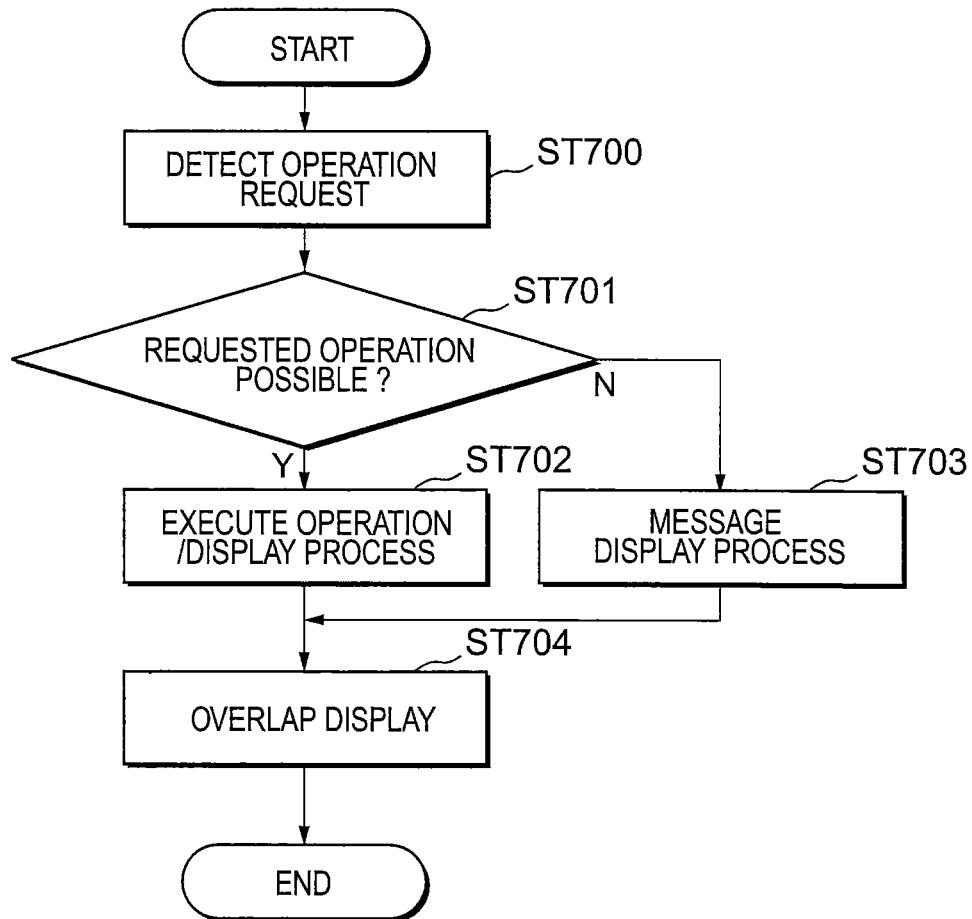 START
DETECT OPERATION
REQUEST
ST700
ST701
REQUESTED OPERATION
POSSIBLE ?
N
Y
ST702
EXECUTE OPERATION
/DISPLAY PROCESS
ST703
MESSAGE
DISPLAY PROCESS
ST704
OVERLAP DISPLAY
END